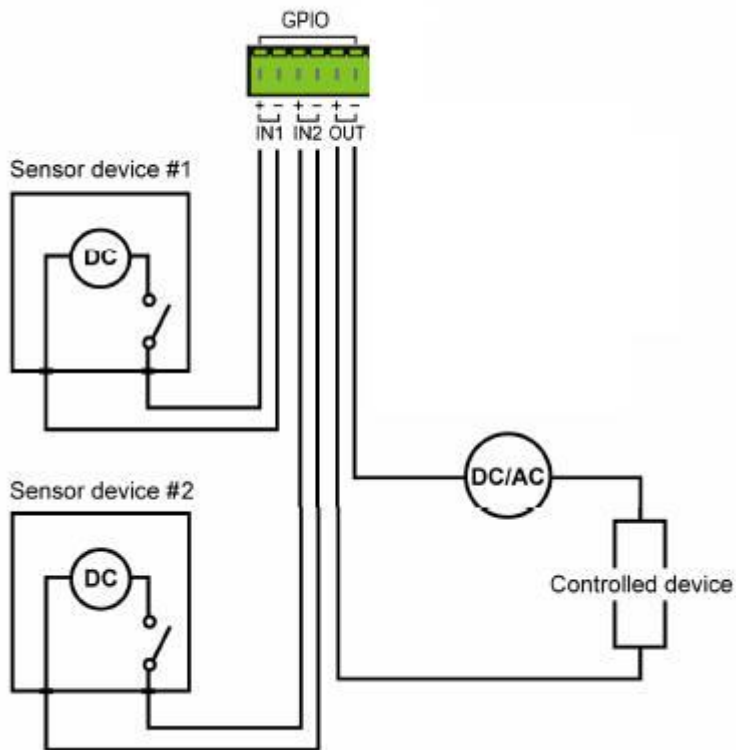 GPIO
+ - + - + -
IN1 IN2 OUT
Sensor device #1
DC
DC/AC
Sensor device #2
DC
Controlled device